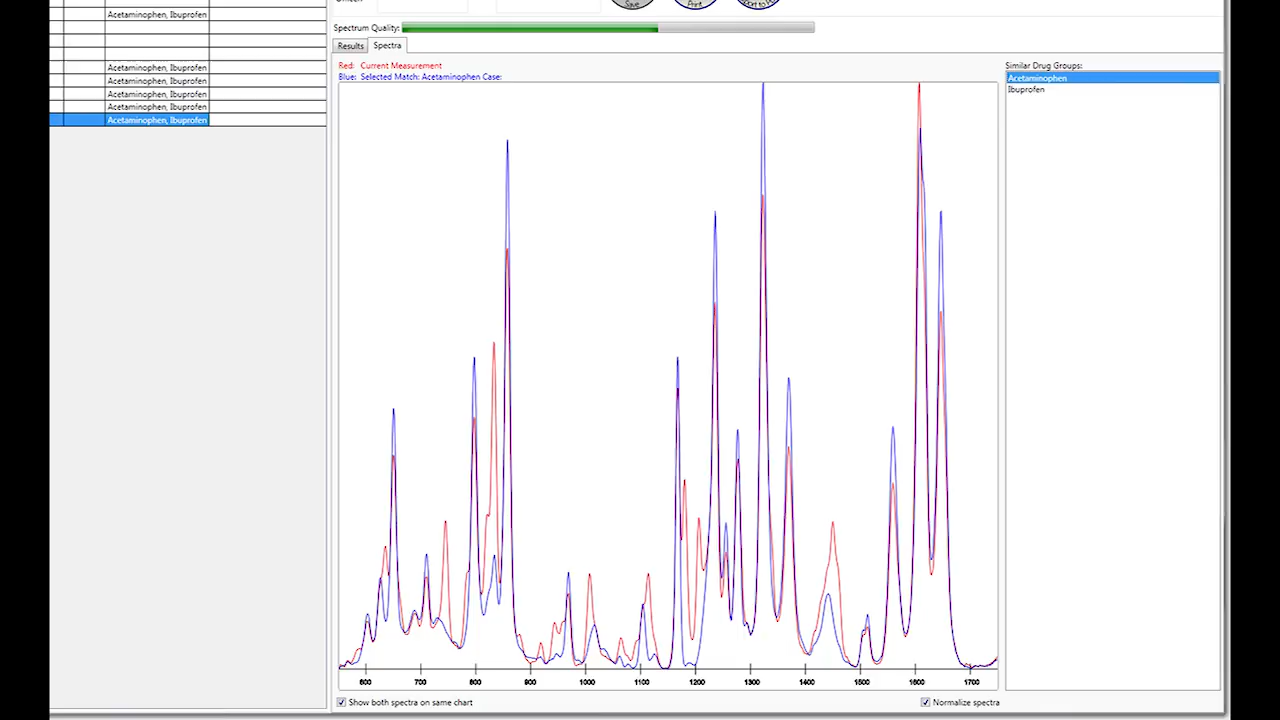 Save
Print
Acetaminophen, Ibuprofen
Spectrum Quality:
Results
Spectra
Red: Current Measurement
Blue: Selected Match: Acetaminophen Case:
Similar Drug Groups:
Acetaminophen
Ibuprofen
Acetaminophen, Ibuprofen
Acetaminophen, Ibuprofen
Acetaminophen, Ibuprofen
Acetaminophen, Ibuprofen
Acetaminophen, Ibuprofen
600 700 800 900 1000 1100 1200 1300 1400 1500 1600 1700
Show both spectra on same chart
Normalize spectra